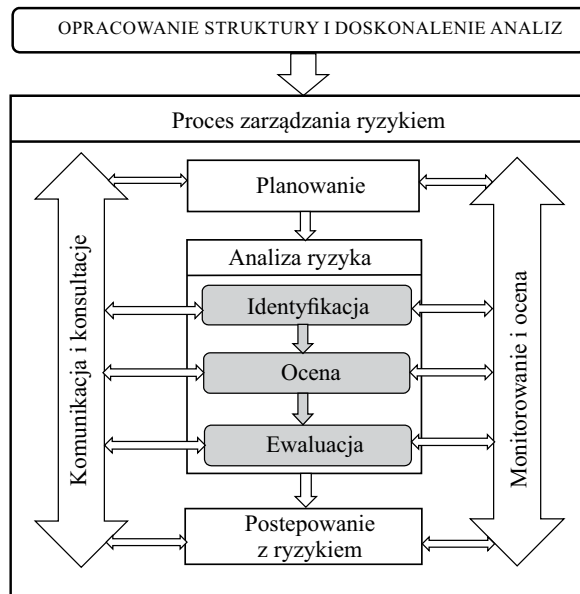 OPRACOWANIE STRUKTURY I DOSKONALENIE ANALIZ
Proces zarządzania ryzykiem
Komunikacja i konsultacje
Planowanie
Analiza ryzyka
Identyfikacja
Ocena
Ewaluacja
Postepowanie
z ryzykiem
Monitorowanie i ocena